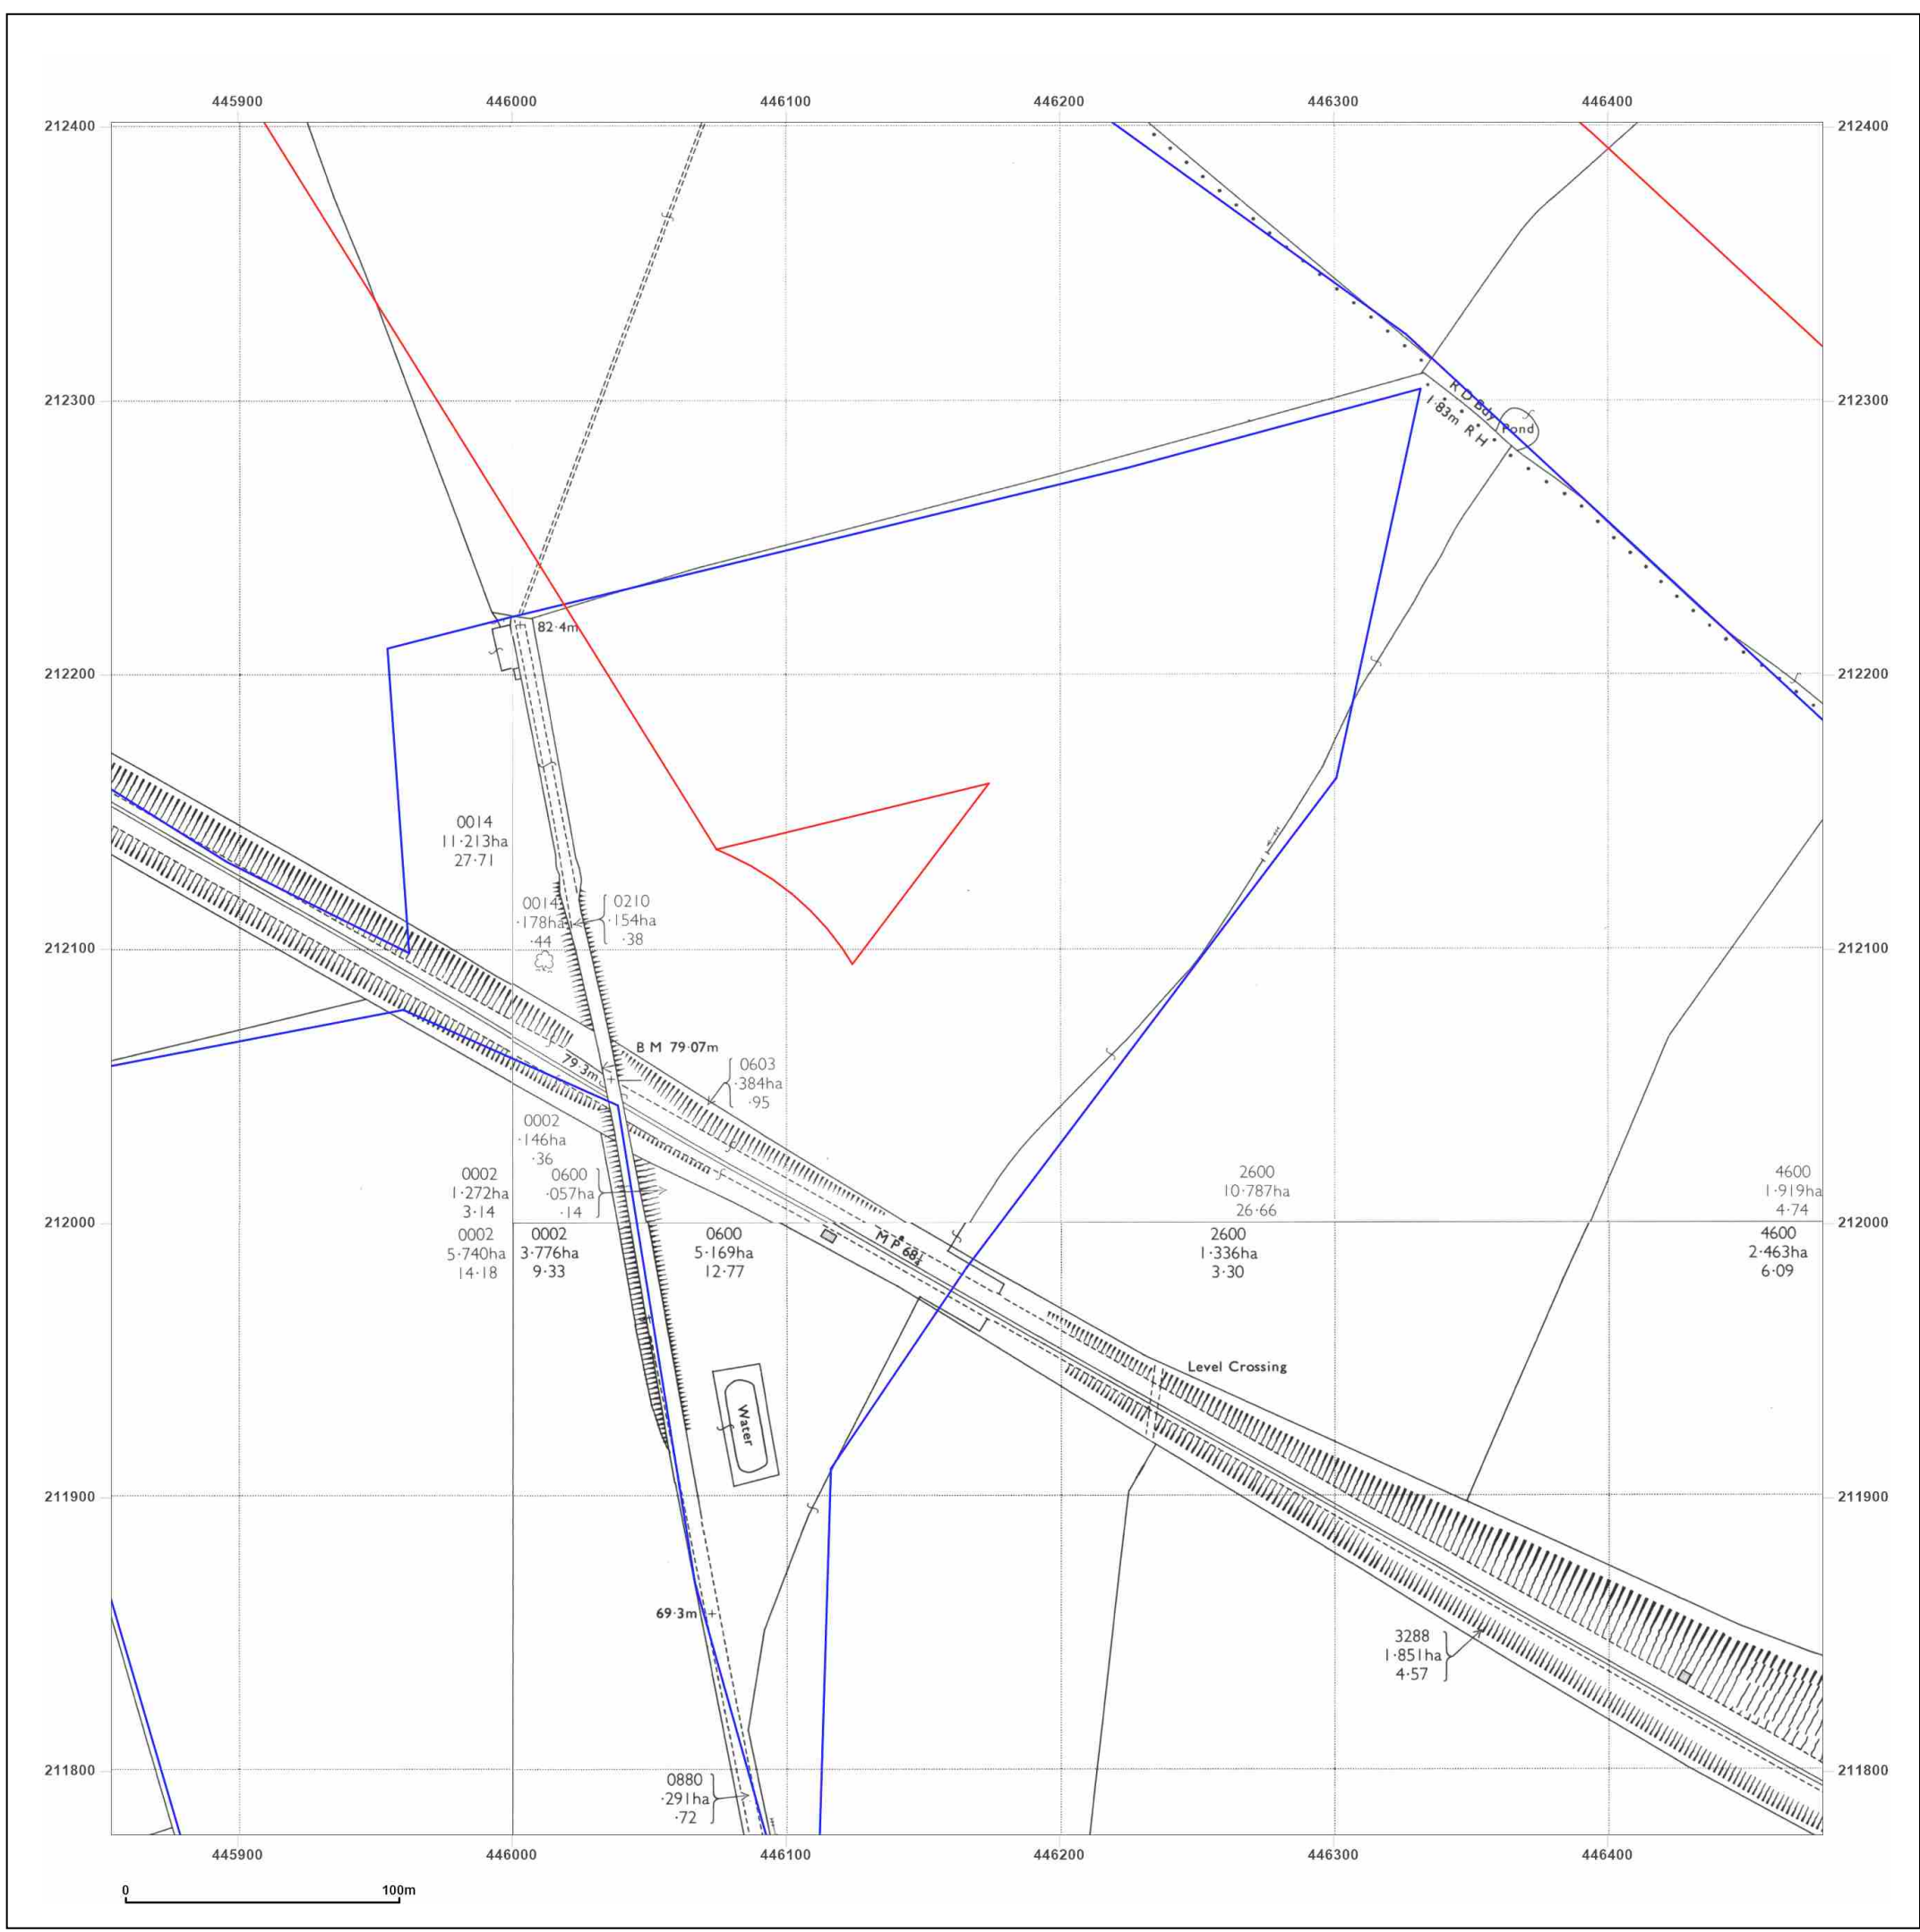 445900 446000 446100 446200 446300 446400
212400 212400
R D Bdy
212300 212300
1·83m R H
Pond
82·4m
212200 212200
0014
11·213ha
27·71
0014 0210
·178ha ·154ha
·44 ·38
212100 212100
B M 79·07m
79·3m
0603
·384ha
·95
0002
·146ha
·36
0002 0600 2600 4600
1·272ha ·057ha 10·787ha 1·919ha
3·14 ·14 26·66 4·74
212000 212000
0002 0002 0600 2600 4600
5·740ha 3·776ha 5·169ha 1·336ha 2·463ha
14·18 9·33 12·77 3·30 6·09
M P 68¼
Level Crossing
Water
211900 211900
69·3m
3288
1·851ha
4·57
211800 211800
0880
·291ha
·72
445900 446000 446100 446200 446300 446400
0 100m